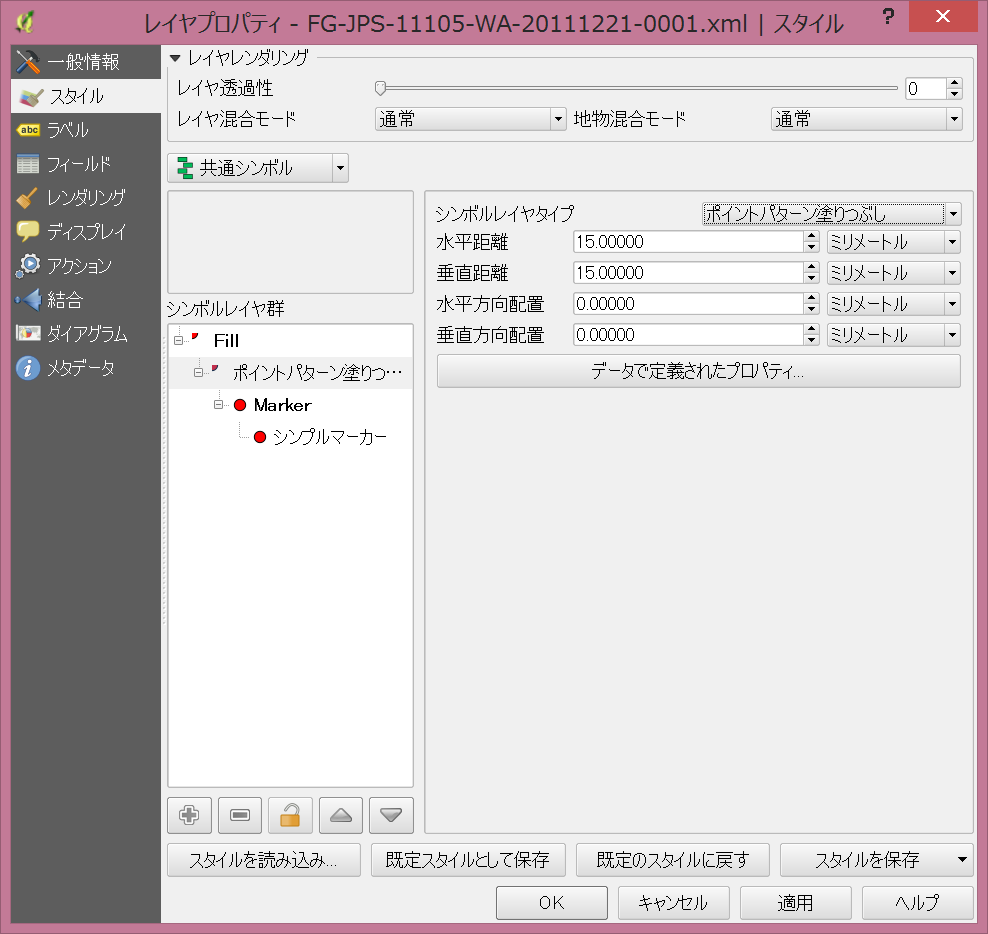 レイヤプロパティ - FG-JPS-11105-WA-20111221-0001.xml | スタイル
?
一般情報
スタイル
abc ラベル
フィールド
レンダリング
ディスプレイ
アクション
結合
ダイアグラム
メタデータ
レイヤレンダリング
レイヤ透過性 0
レイヤ混合モード 通常 地物混合モード 通常
共通シンボル
シンボルレイヤ群
Fill
ポイントパターン塗りつ…
Marker
シンプルマーカー
シンボルレイヤタイプ ポイントパターン塗りつぶし
水平距離 15.00000 ミリメートル
垂直距離 15.00000 ミリメートル
水平方向配置 0.00000 ミリメートル
垂直方向配置 0.00000 ミリメートル
データで定義されたプロパティ...
スタイルを読み込み... 既定スタイルとして保存 既定のスタイルに戻す スタイルを保存
OK キャンセル 適用 ヘルプ